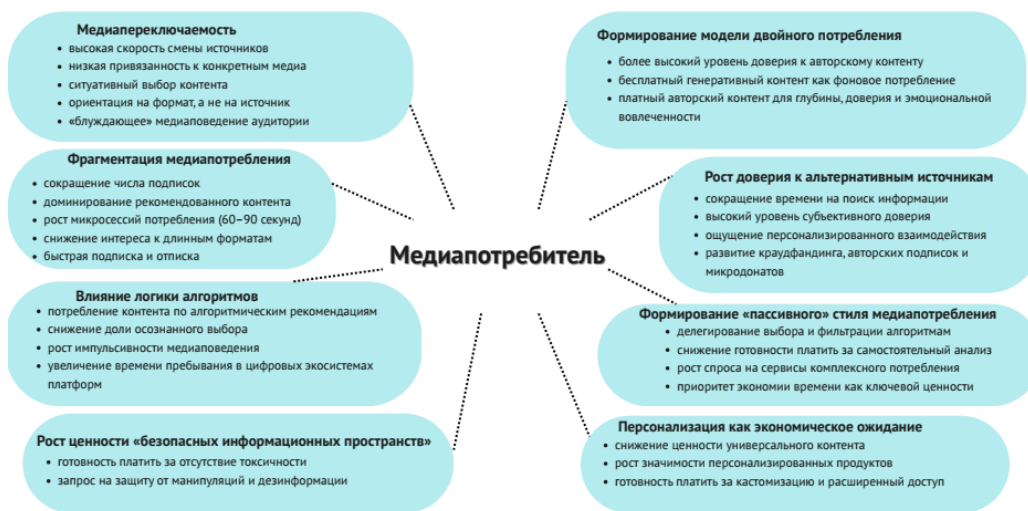 Медиапереключаемость
• высокая скорость смены источников
• низкая привязанность к конкретным медиа
• ситуативный выбор контента
• ориентация на формат, а не на источник
• «блуждающее» медиаповедение аудитории
Фрагментация медиапотребления
• сокращение числа подписок
• доминирование рекомендованного контента
• рост микросессий потребления (60–90 секунд)
• снижение интереса к длинным форматам
• быстрая подписка и отписка
Влияние логики алгоритмов
• потребление контента по алгоритмическим рекомендациям
• снижение доли осознанного выбора
• рост импульсивности медиаповедения
• увеличение времени пребывания в цифровых экосистемах
платформ
Рост ценности «безопасных информационных пространств»
• готовность платить за отсутствие токсичности
• запрос на защиту от манипуляций и дезинформации
Медиапотребитель
Формирование модели двойного потребления
• более высокий уровень доверия к авторскому контенту
• бесплатный генеративный контент как фоновое потребление
• платный авторский контент для глубины, доверия и эмоциональной
вовлеченности
Рост доверия к альтернативным источникам
• сокращение времени на поиск информации
• высокий уровень субъективного доверия
• ощущение персонализированного взаимодействия
• развитие краудфандинга, авторских подписок и
микродонатов
Формирование «пассивного» стиля медиапотребления
• делегирование выбора и фильтрации алгоритмам
• снижение готовности платить за самостоятельный анализ
• рост спроса на сервисы комплексного потребления
• приоритет экономии времени как ключевой ценности
Персонализация как экономическое ожидание
• снижение ценности универсального контента
• рост значимости персонализированных продуктов
• готовность платить за кастомизацию и расширенный доступ